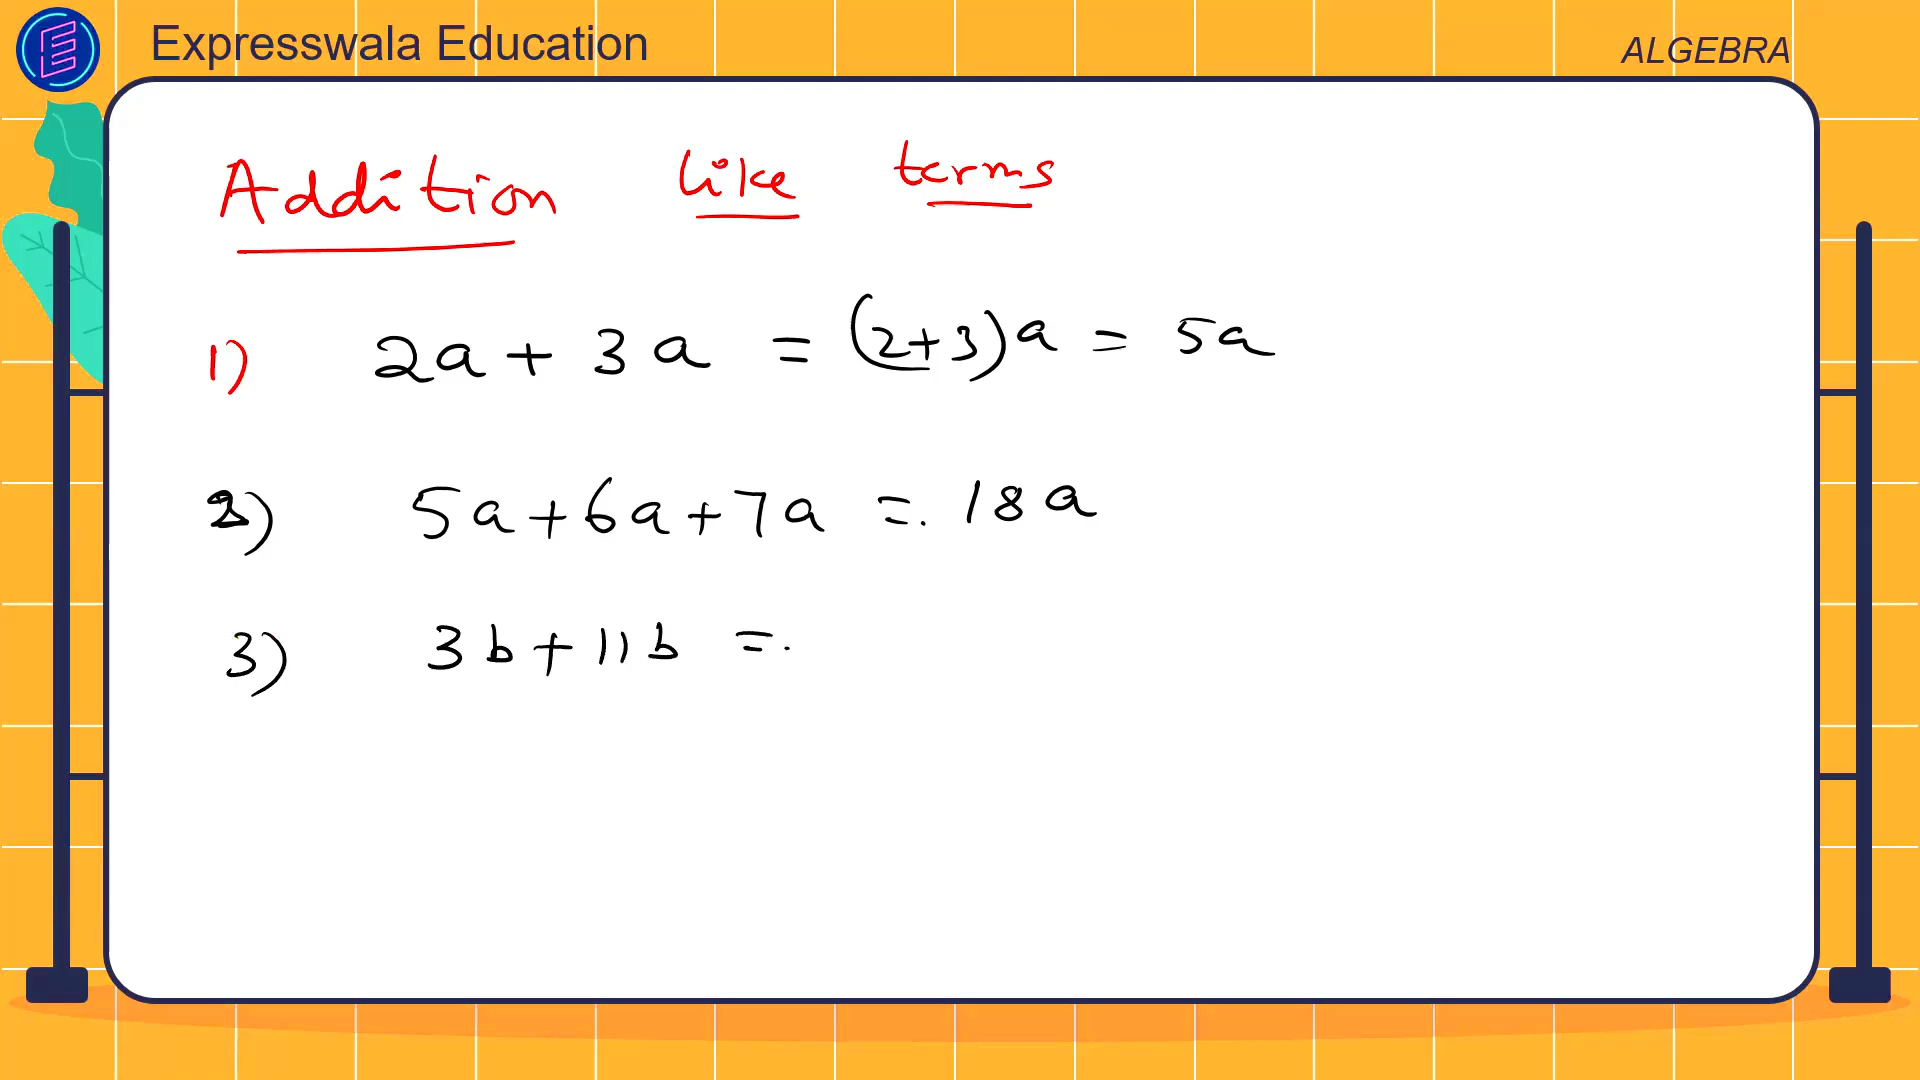 Expresswala Education
ALGEBRA
Addition like terms
1) 2a + 3a = (2+3)a = 5a
2) 5a + 6a + 7a = 18a
3) 3b + 11b =